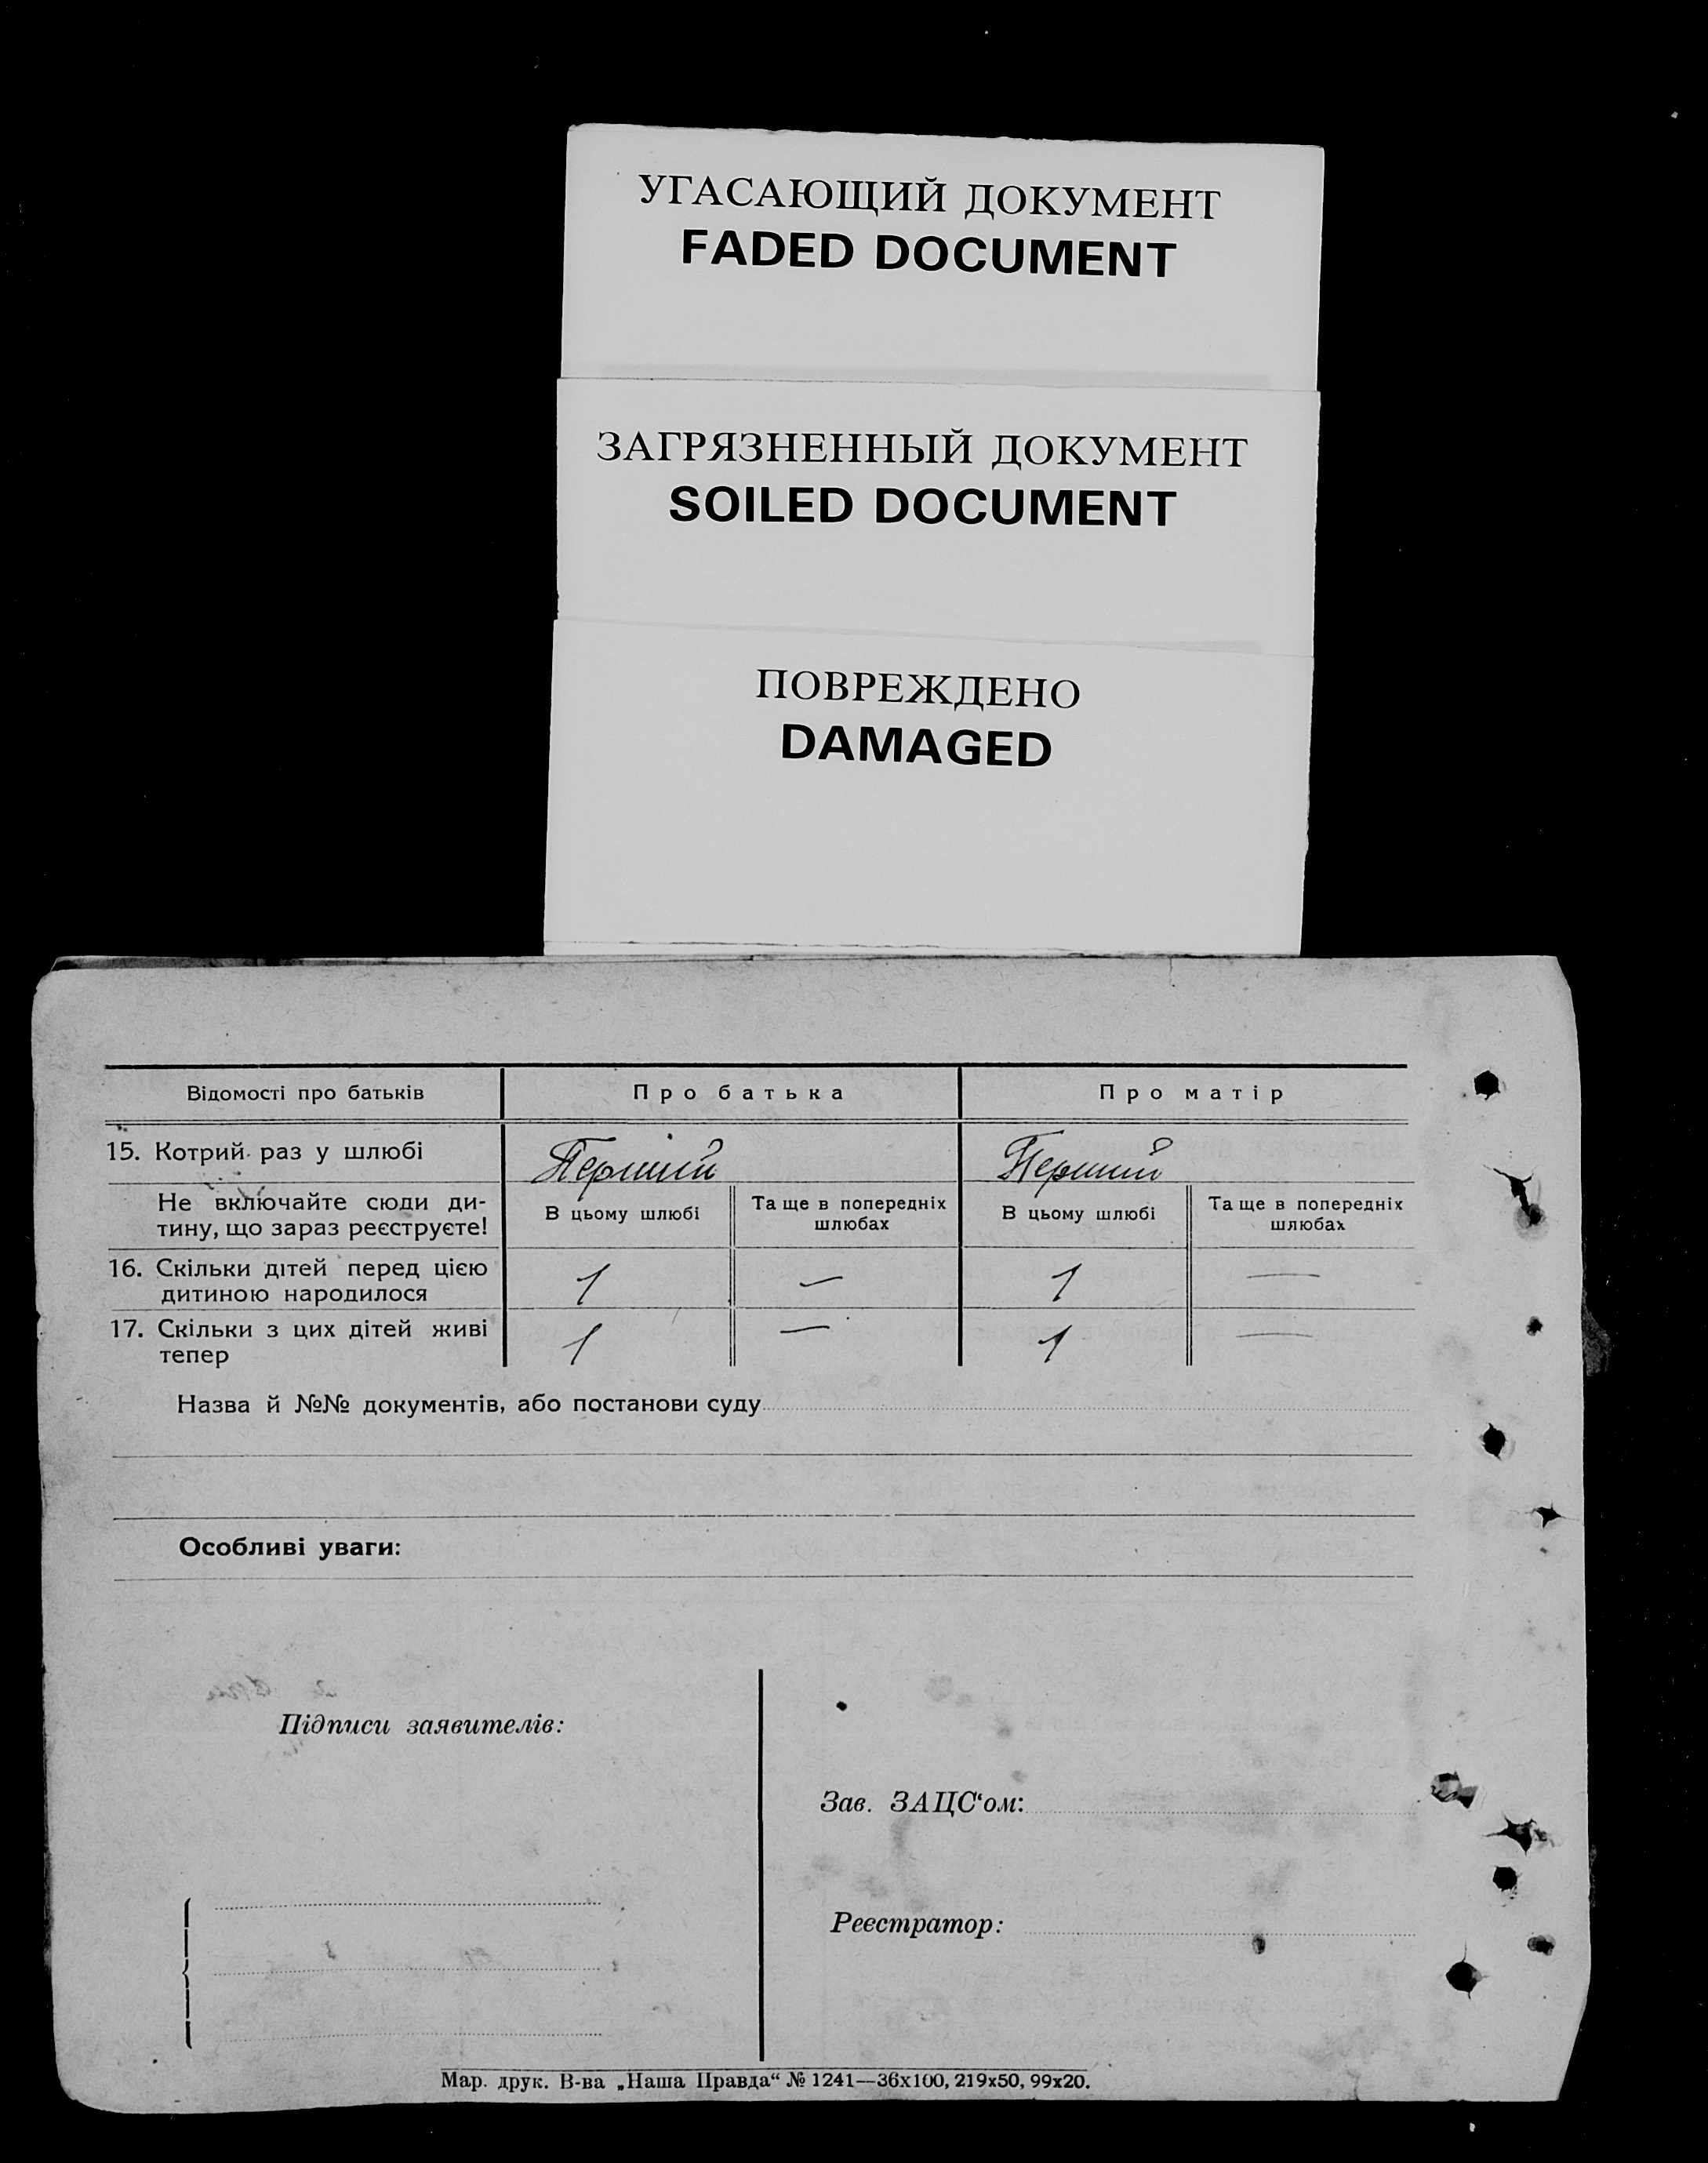 УГАСАЮЩИЙ ДОКУМЕНТ
FADED DOCUMENT
ЗАГРЯЗНЕННЫЙ ДОКУМЕНТ
SOILED DOCUMENT
ПОВРЕЖДЕНО
DAMAGED
Відомості про батьків Про батька Про матір
15. Котрий раз у шлюбі Перший Перший
Не включайте сюди ди-
тину, що зараз реєструєте!
В цьому шлюбі
Та ще в попередніх
шлюбах
В цьому шлюбі
Та ще в попередніх
шлюбах
16. Скільки дітей перед цією
дитиною народилося
1 — 1 —
17. Скільки з цих дітей живі
тепер
1 — 1 —
Назва й №№ документів, або постанови суду
Особливі уваги:
Підписи заявителів:
Зав. ЗАЦС‘ом:
Реєстратор:
Мар. друк. В-ва „Наша Правда“ № 1241—36х100, 219х50, 99х20.